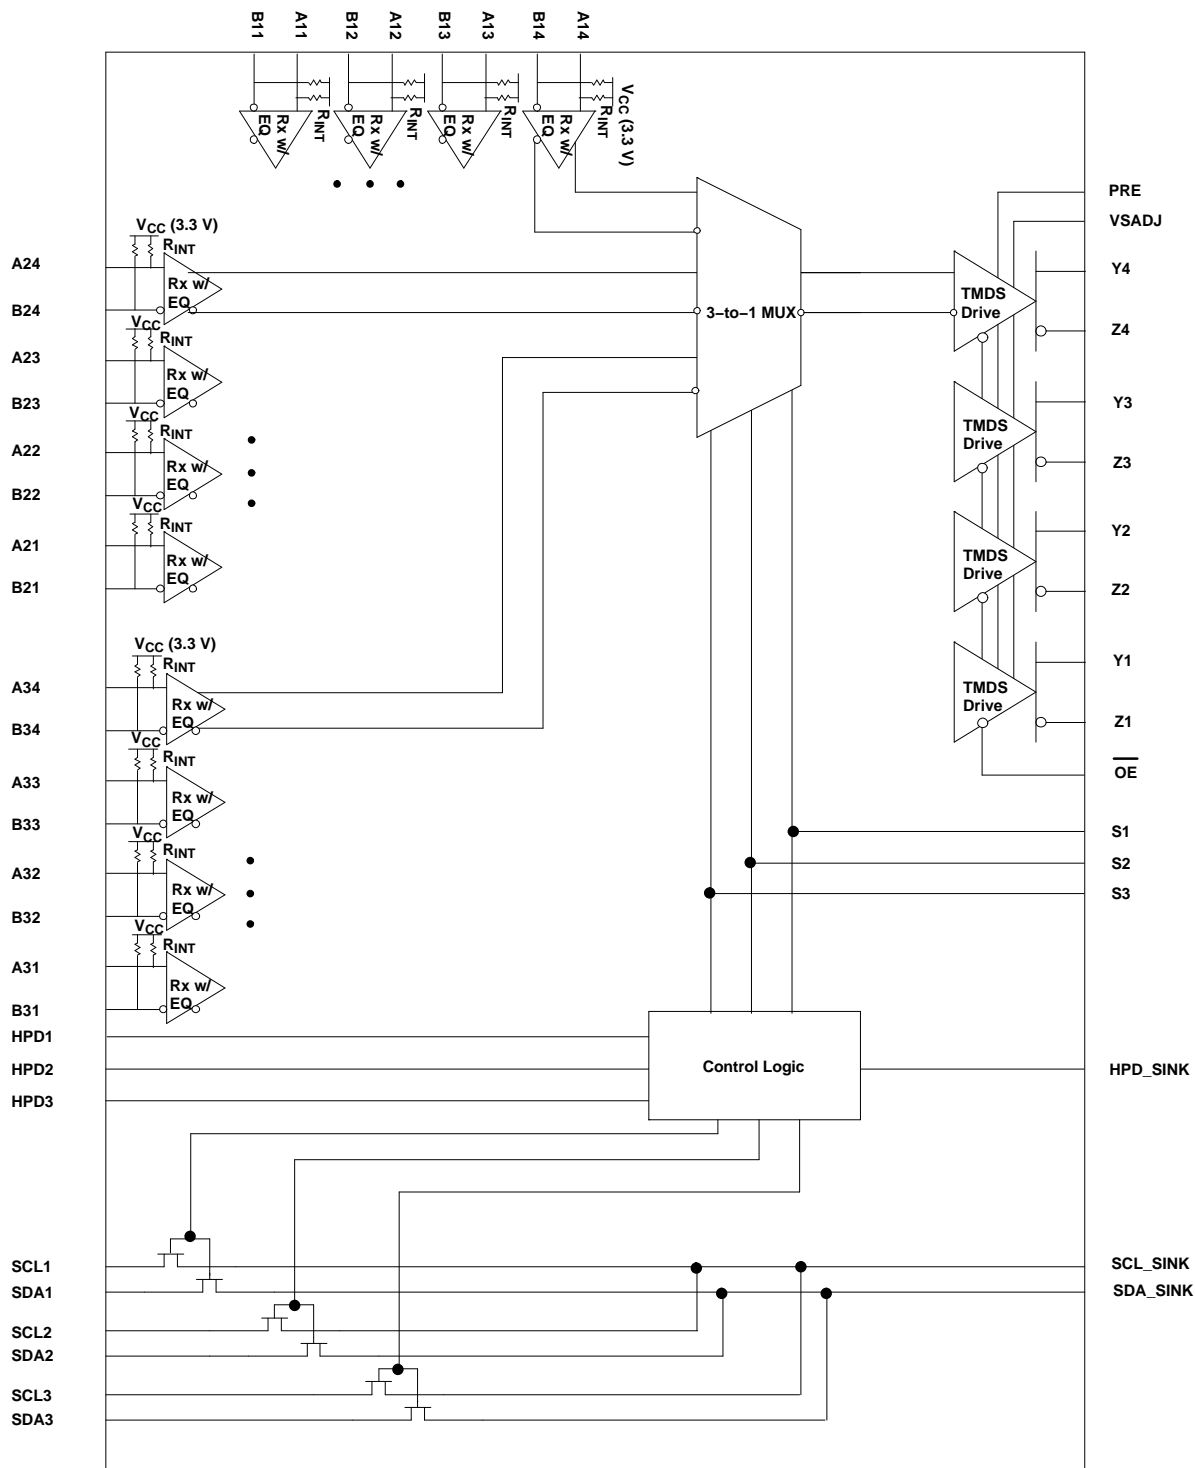 B11
A11
B12
A12
B13
A13
B14
A14
RINT
Rx w/
EQ
RINT
Rx w/
EQ
RINT
Rx w/
EQ
VCC (3.3 V)
RINT
Rx w/
EQ
PRE
VSADJ
VCC (3.3 V)
RINT
A24
Rx w/
EQ
B24
3–to–1 MUX
TMDS
Drive
Y4
Z4
VCC
RINT
A23
Rx w/
EQ
B23
TMDS
Drive
Y3
Z3
VCC
RINT
A22
Rx w/
EQ
B22
TMDS
Drive
Y2
Z2
VCC
RINT
A21
Rx w/
EQ
B21
TMDS
Drive
Y1
Z1
VCC (3.3 V)
RINT
A34
Rx w/
EQ
B34
OE
VCC
RINT
A33
Rx w/
EQ
B33
S1
S2
S3
VCC
RINT
A32
Rx w/
EQ
B32
VCC
RINT
A31
Rx w/
EQ
B31
HPD1
HPD2
HPD3
Control Logic
HPD_SINK
SCL1
SDA1
SCL_SINK
SDA_SINK
SCL2
SDA2
SCL3
SDA3